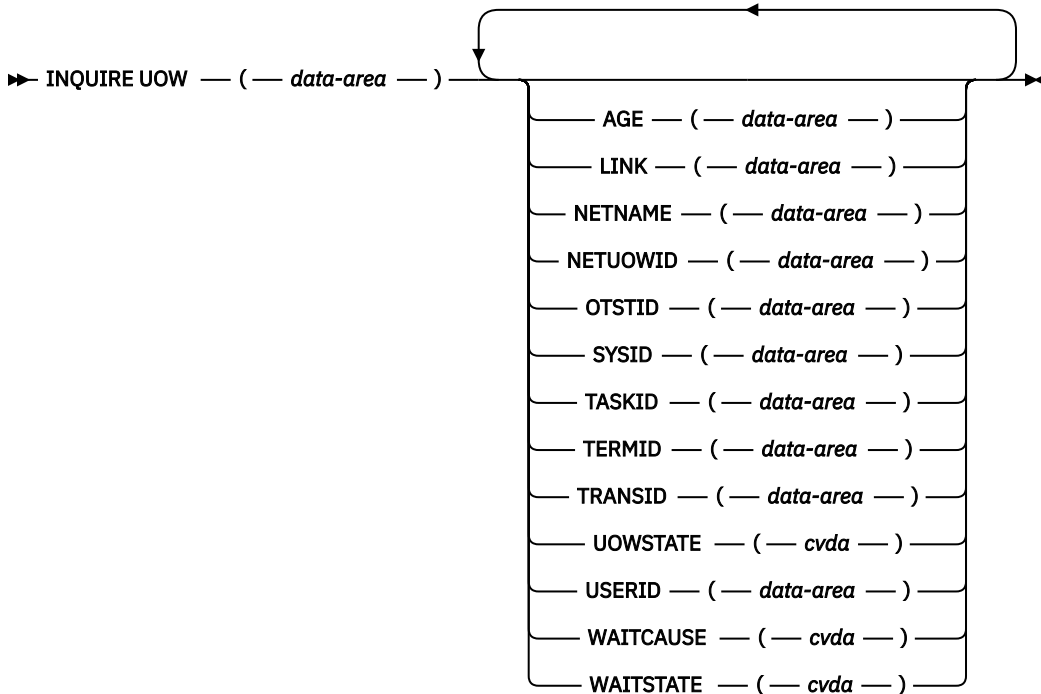 INQUIRE UOW ( data-area )
AGE ( data-area )
LINK ( data-area )
NETNAME ( data-area )
NETUOWID ( data-area )
OTSTID ( data-area )
SYSID ( data-area )
TASKID ( data-area )
TERMID ( data-area )
TRANSID ( data-area )
UOWSTATE ( cvda )
USERID ( data-area )
WAITCAUSE ( cvda )
WAITSTATE ( cvda )